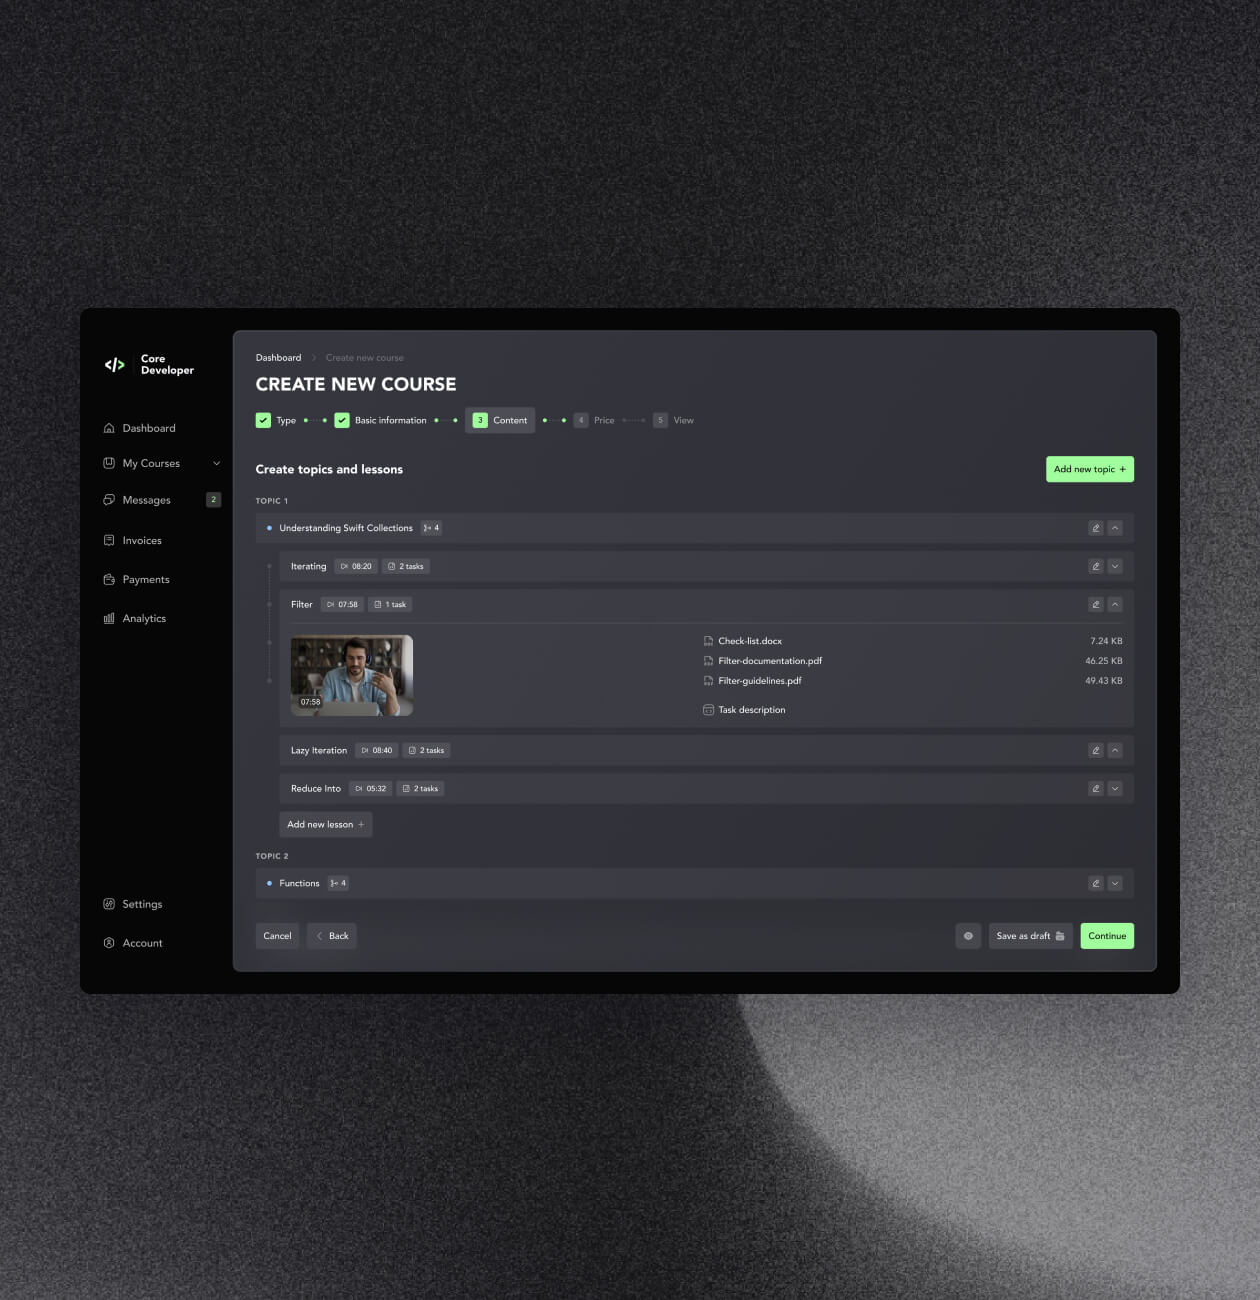 Core
Developer
Dashboard
My Courses
Messages 2
Invoices
Payments
Analytics
Settings
Account
Dashboard Create new course
CREATE NEW COURSE
Type Basic information 3 Content 4 Price 5 View
Create topics and lessons Add new topic +
TOPIC 1
Understanding Swift Collections 4
Iterating 08:20 2 tasks
Filter 07:58 1 task
07:58
Check-list.docx 7.24 KB
Filter-documentation.pdf 46.25 KB
Filter-guidelines.pdf 49.43 KB
Task description
Lazy Iteration 08:40 2 tasks
Reduce Into 05:32 2 tasks
Add new lesson +
TOPIC 2
Functions 4
Cancel Back Save as draft Continue